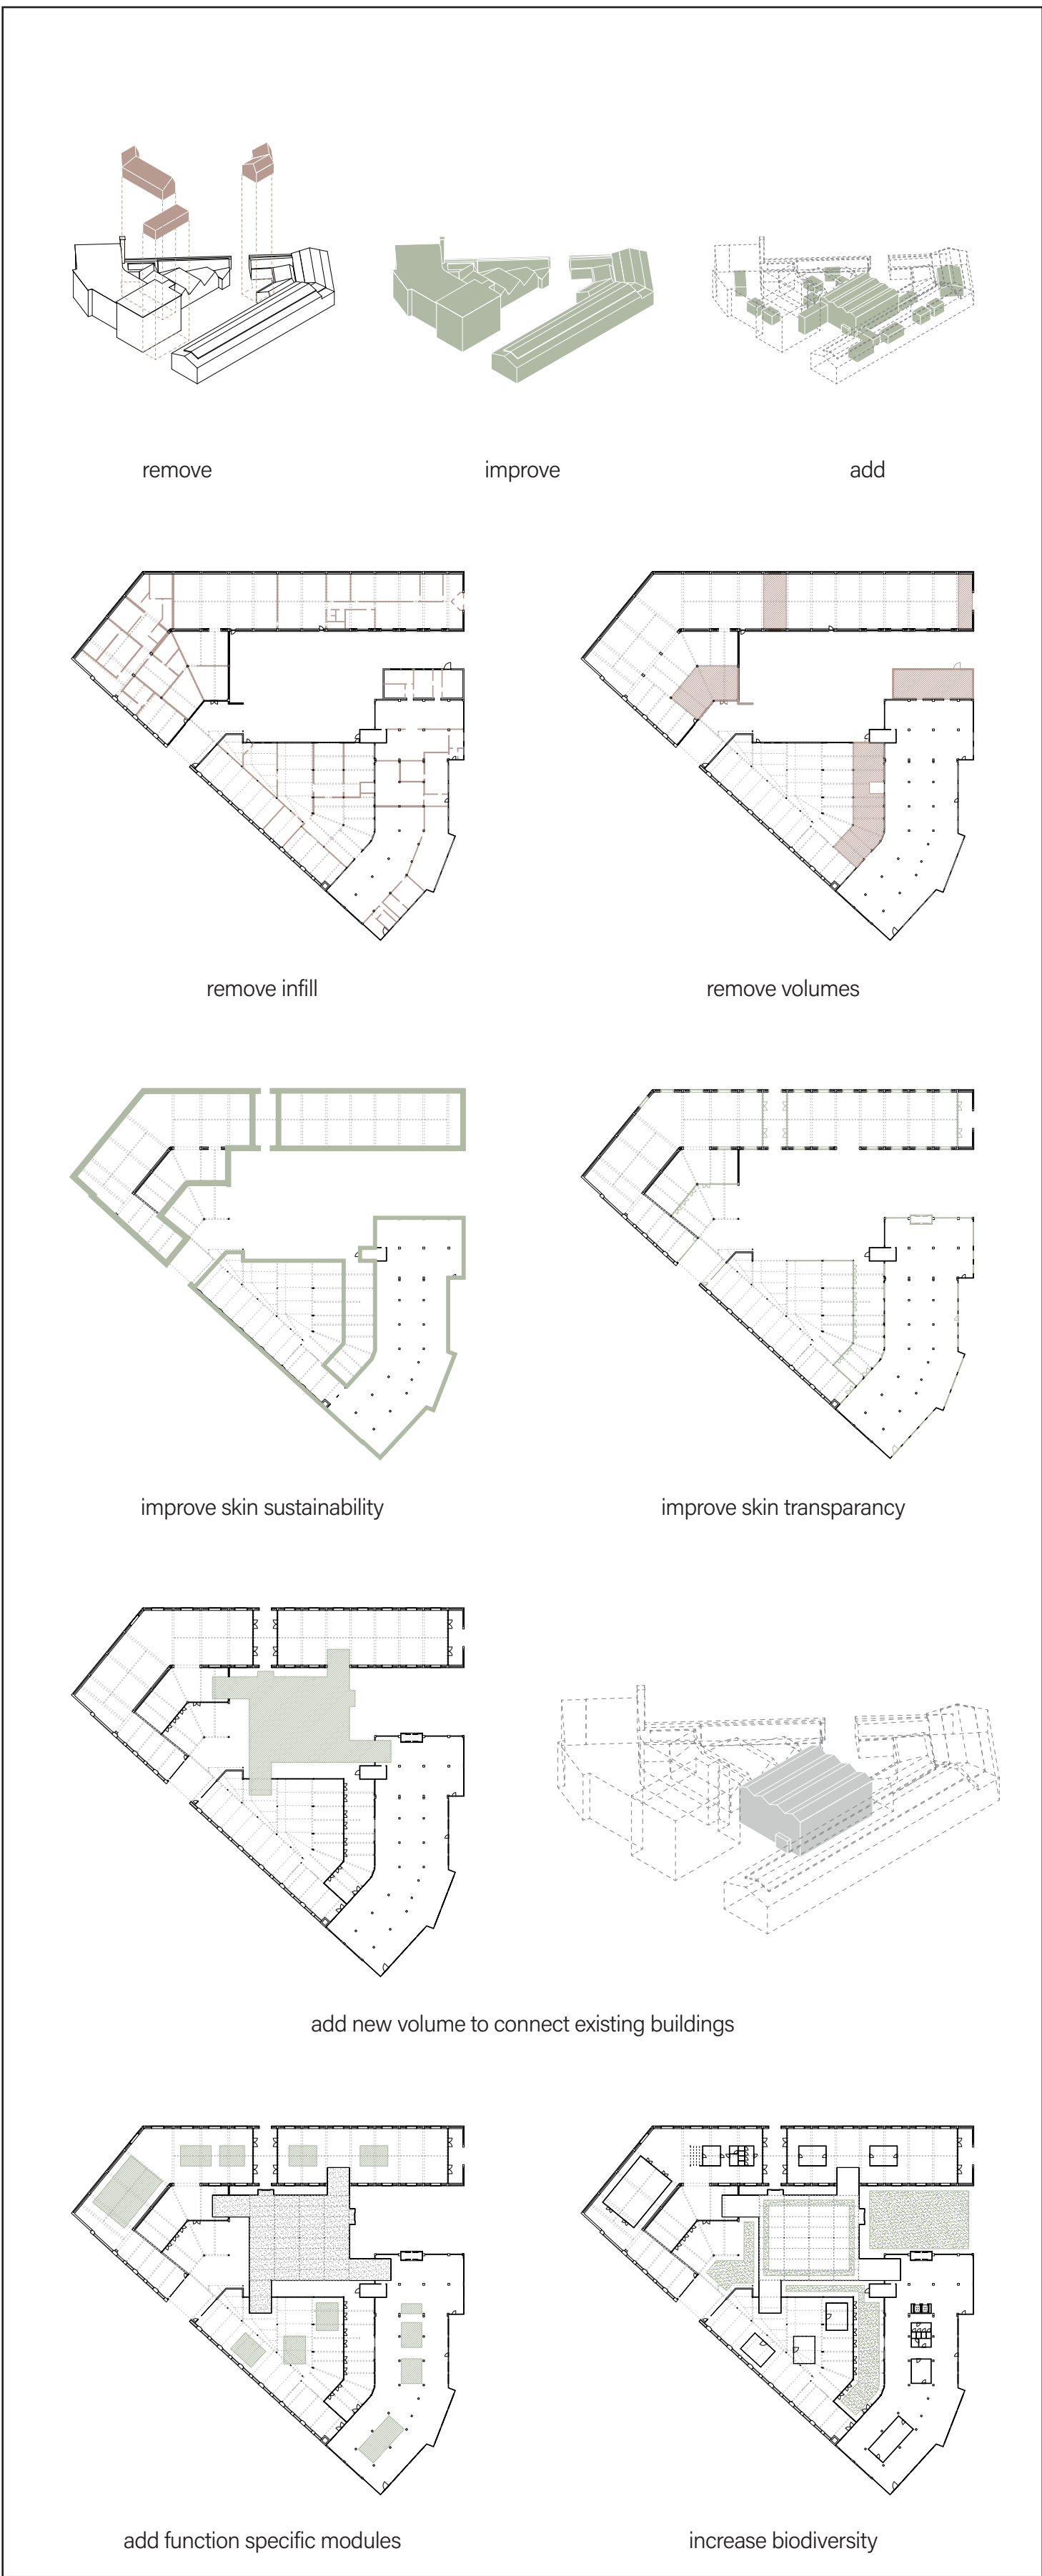 remove
improve
add
remove infill
remove volumes
improve skin sustainability
improve skin transparancy
add new volume to connect existing buildings
add function specific modules
increase biodiversity